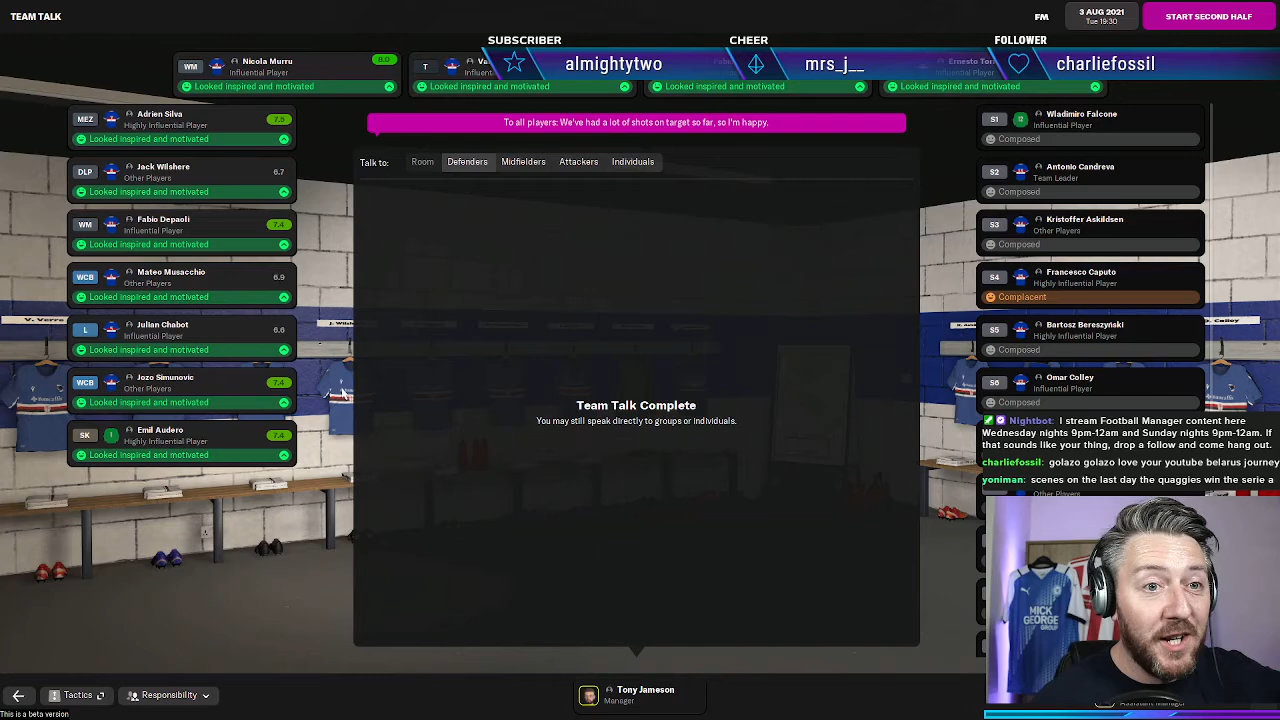 TEAM TALK
FM
3 AUG 2021
Tue 19:30
START SECOND HALF
SUBSCRIBER
almightytwo
CHEER
mrs_j__
FOLLOWER
charliefossil
WM
Nicola Murru
Influential Player
8.0
Looked inspired and motivated
T
Looked inspired and motivated
Looked inspired and motivated
Looked inspired and motivated
To all players: We've had a lot of shots on target so far, so I'm happy.
Talk to:
Room
Defenders
Midfielders
Attackers
Individuals
MEZ
Adrien Silva
7.9
Highly Influential Player
Looked inspired and motivated
DLP
Jack Wilshere
6.7
Other Players
Looked inspired and motivated
WM
Fabio Depaoli
7.4
Influential Player
Looked inspired and motivated
WCB
Mateo Musacchio
6.9
Other Players
Looked inspired and motivated
L
Julian Chabot
6.6
Influential Player
Looked inspired and motivated
WCB
Jozo Simunovic
7.4
Other Players
Looked inspired and motivated
SK
1
Emil Audero
7.4
Highly Influential Player
Looked inspired and motivated
V. Verre
Team Talk Complete
You may still speak directly to groups or individuals.
S1
12
Wladimiro Falcone
Influential Player
Composed
S2
Antonio Candreva
Team Leader
Composed
S3
Kristoffer Askildsen
Other Players
Composed
S4
Francesco Caputo
Highly Influential Player
Complacent
S5
Bartosz Bereszyński
Highly Influential Player
Composed
S6
Omar Colley
Influential Player
Composed
Nightbot: I stream Football Manager content here
Wednesday nights 9pm-12am and Sunday nights 9pm-12am. If
that sounds like your thing, drop a follow and come hang out.
charliefossil: golazo golazo love your youtube belarus journey
yoniman: scenes on the last day the quaggies win the serie a
MICK
GEORGE
GROUP
Tactics
Responsibility
Tony Jameson
Manager
This is a beta version